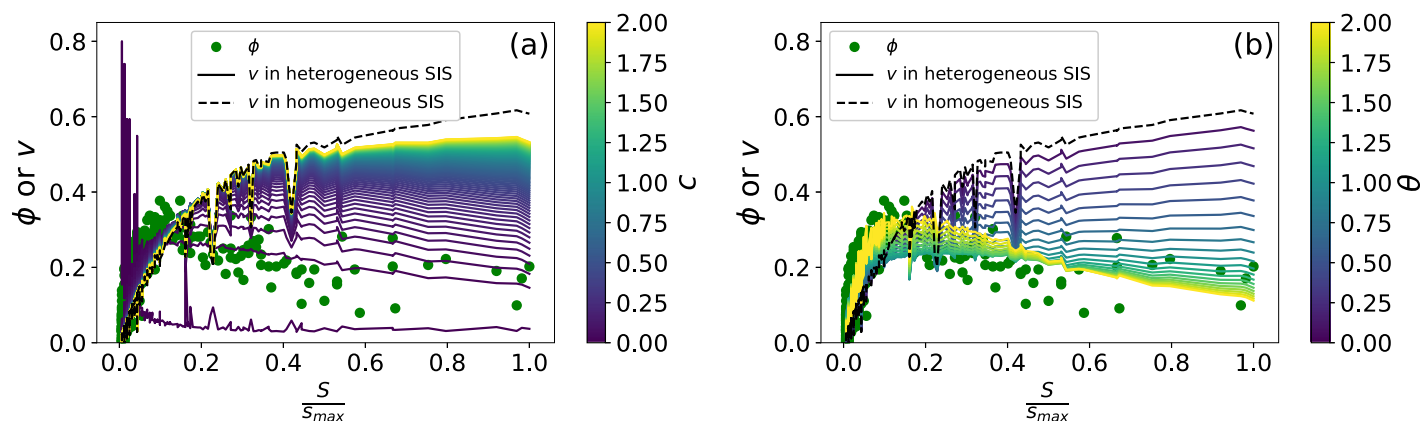 (a)
ϕ
v in heterogeneous SIS
v in homogeneous SIS
ϕ or v
0.8
0.6
0.4
0.2
0.0
0.0 0.2 0.4 0.6 0.8 1.0
S
s_max
2.00
1.75
1.50
1.25
1.00
0.75
0.50
0.25
0.00
c
(b)
ϕ
v in heterogeneous SIS
v in homogeneous SIS
ϕ or v
0.8
0.6
0.4
0.2
0.0
0.0 0.2 0.4 0.6 0.8 1.0
S
s_max
2.00
1.75
1.50
1.25
1.00
0.75
0.50
0.25
0.00
θ